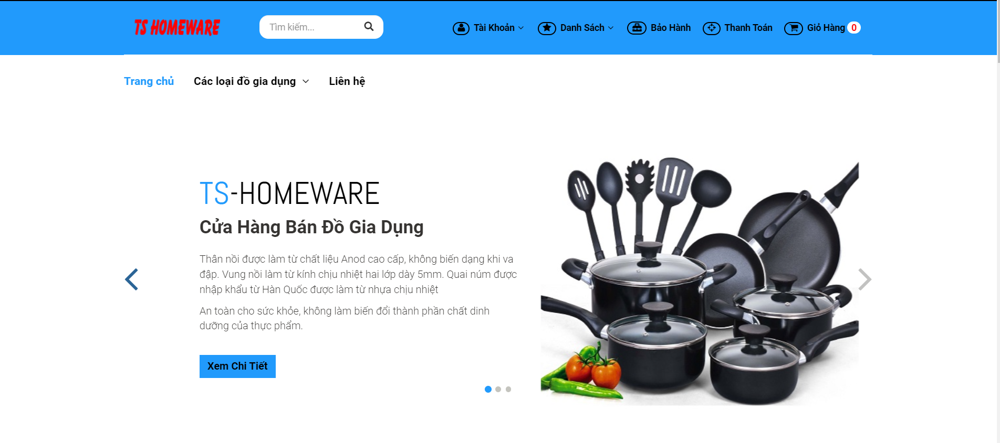 TS HOMEWARE
Tìm kiếm...
Tài Khoản
Danh Sách
Bảo Hành
Thanh Toán
Giỏ Hàng 0
Trang chủ
Các loại đồ gia dụng
Liên hệ
TS-HOMEWARE
Cửa Hàng Bán Đồ Gia Dụng
Thân nồi được làm từ chất liệu Anod cao cấp, không biến dạng khi va
đập. Vung nồi làm từ kính chịu nhiệt hai lớp dày 5mm. Quai núm được
nhập khẩu từ Hàn Quốc được làm từ nhựa chịu nhiệt
An toàn cho sức khỏe, không làm biến đổi thành phần chất dinh
dưỡng của thực phẩm.
Xem Chi Tiết